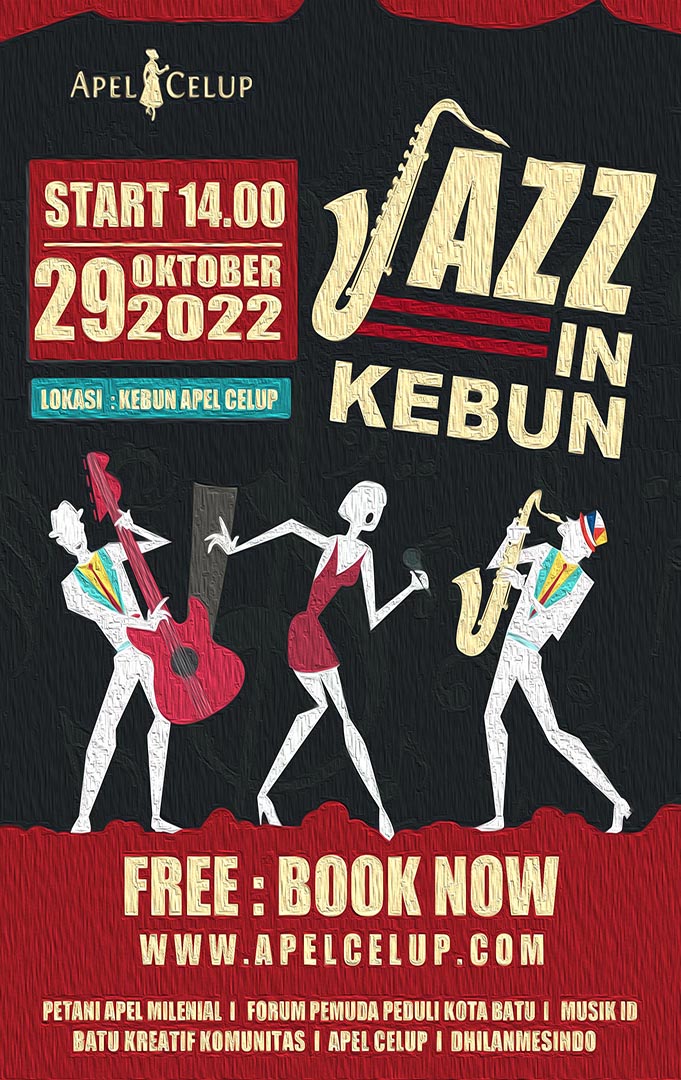 APEL CELUP
START 14.00
29 OKTOBER
2022
LOKASI : KEBUN APEL CELUP
JAZZ
IN
KEBUN
FREE : BOOK NOW
WWW.APELCELUP.COM
PETANI APEL MILENIAL I FORUM PEMUDA PEDULI KOTA BATU I MUSIK ID
BATU KREATIF KOMUNITAS I APEL CELUP I DHILANMESINDO